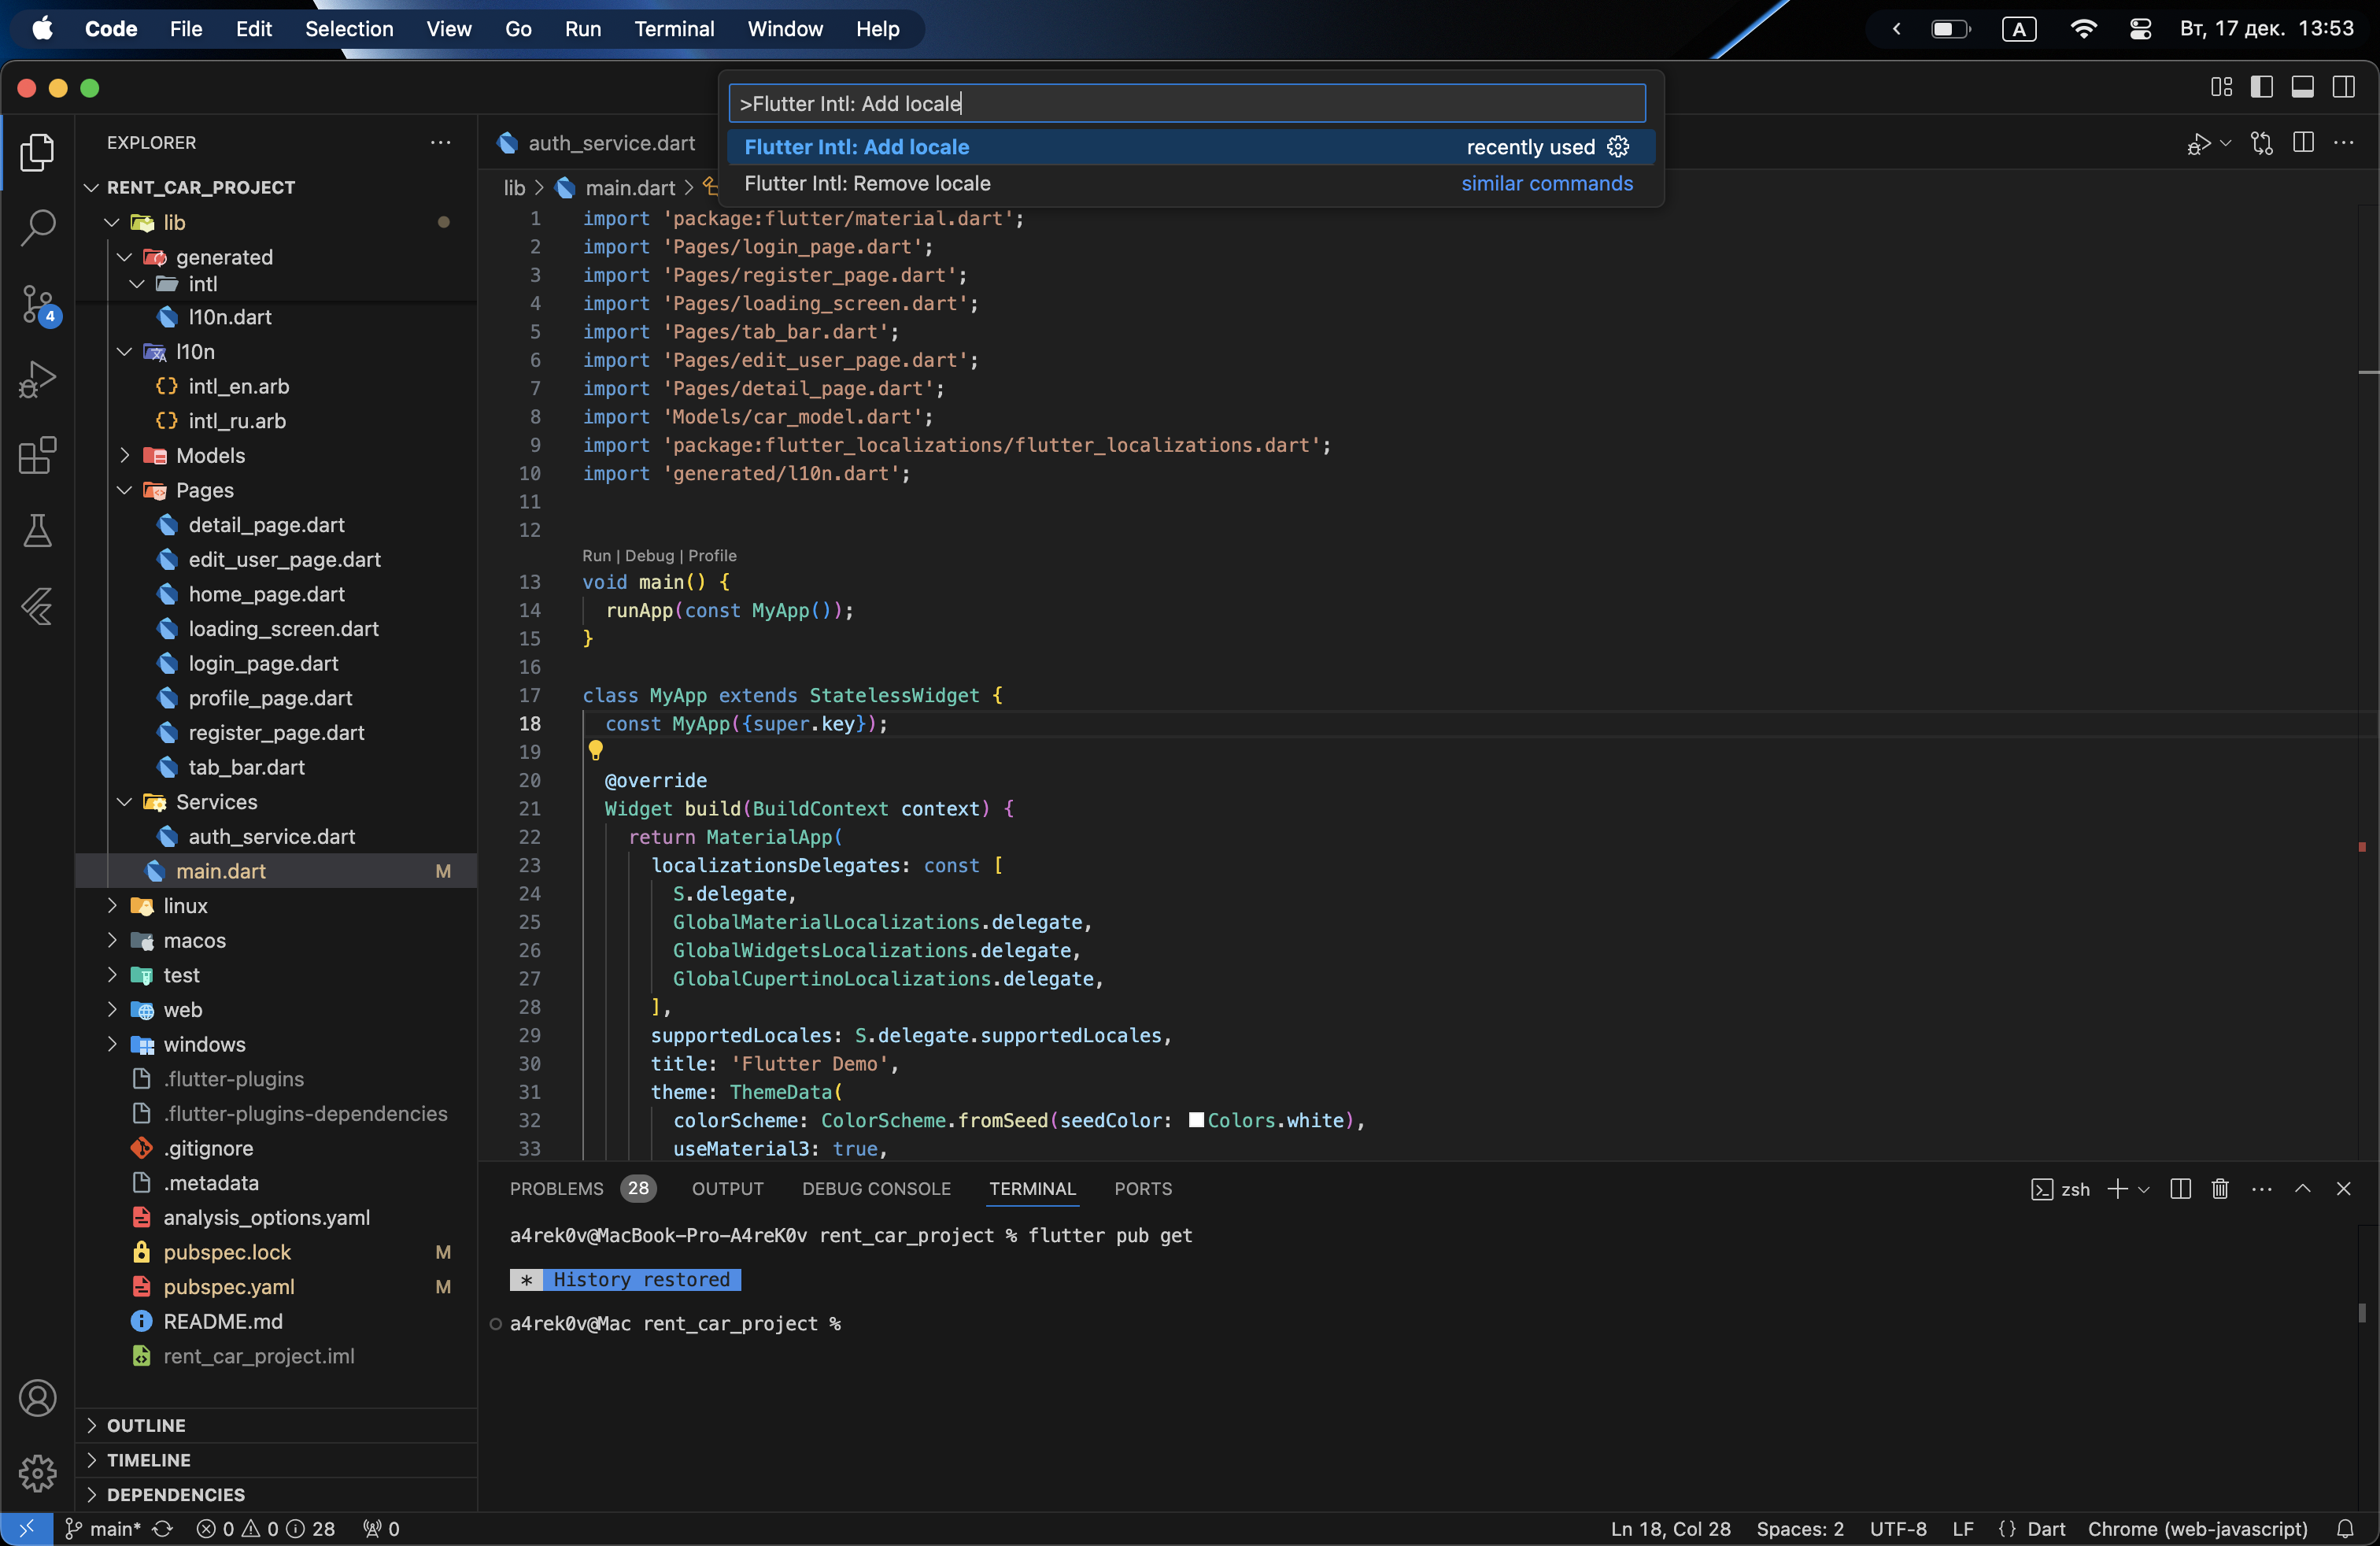 Code File Edit Selection View Go Run Terminal Window Help A Вт, 17 дек. 13:53
>Flutter Intl: Add locale
Flutter Intl: Add locale recently used
Flutter Intl: Remove locale similar commands
EXPLORER
RENT_CAR_PROJECT
lib
generated
intl
l10n.dart
l10n
intl_en.arb
intl_ru.arb
Models
Pages
detail_page.dart
edit_user_page.dart
home_page.dart
loading_screen.dart
login_page.dart
profile_page.dart
register_page.dart
tab_bar.dart
Services
auth_service.dart
main.dart M
linux
macos
test
web
windows
.flutter-plugins
.flutter-plugins-dependencies
.gitignore
.metadata
analysis_options.yaml
pubspec.lock M
pubspec.yaml M
README.md
rent_car_project.iml
OUTLINE
TIMELINE
DEPENDENCIES
4
auth_service.dart
lib > main.dart >
1 import 'package:flutter/material.dart';
2 import 'Pages/login_page.dart';
3 import 'Pages/register_page.dart';
4 import 'Pages/loading_screen.dart';
5 import 'Pages/tab_bar.dart';
6 import 'Pages/edit_user_page.dart';
7 import 'Pages/detail_page.dart';
8 import 'Models/car_model.dart';
9 import 'package:flutter_localizations/flutter_localizations.dart';
10 import 'generated/l10n.dart';
11
12
Run | Debug | Profile
13 void main() {
14 runApp(const MyApp());
15 }
16
17 class MyApp extends StatelessWidget {
18 const MyApp({super.key});
19
20 @override
21 Widget build(BuildContext context) {
22 return MaterialApp(
23 localizationsDelegates: const [
24 S.delegate,
25 GlobalMaterialLocalizations.delegate,
26 GlobalWidgetsLocalizations.delegate,
27 GlobalCupertinoLocalizations.delegate,
28 ],
29 supportedLocales: S.delegate.supportedLocales,
30 title: 'Flutter Demo',
31 theme: ThemeData(
32 colorScheme: ColorScheme.fromSeed(seedColor: Colors.white),
33 useMaterial3: true,
PROBLEMS 28 OUTPUT DEBUG CONSOLE TERMINAL PORTS zsh
a4rek0v@MacBook-Pro-A4reK0v rent_car_project % flutter pub get
* History restored
a4rek0v@Mac rent_car_project %
main* 0 0 28 0 Ln 18, Col 28 Spaces: 2 UTF-8 LF {} Dart Chrome (web-javascript)